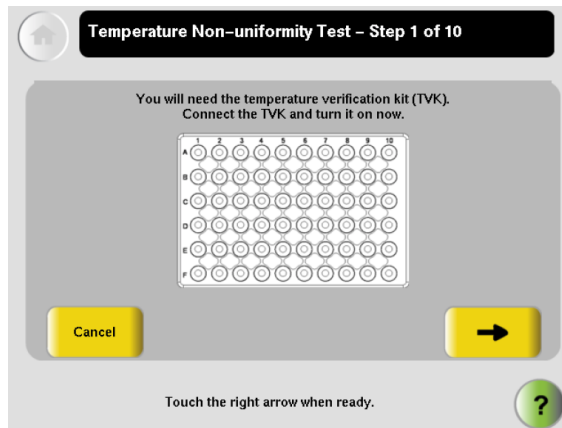 Temperature Non-uniformity Test - Step 1 of 10
You will need the temperature verification kit (TVK).
Connect the TVK and turn it on now.
1 2 3 4 5 6 7 8 9 10
A
B
C
D
E
F
Cancel
Touch the right arrow when ready.
?